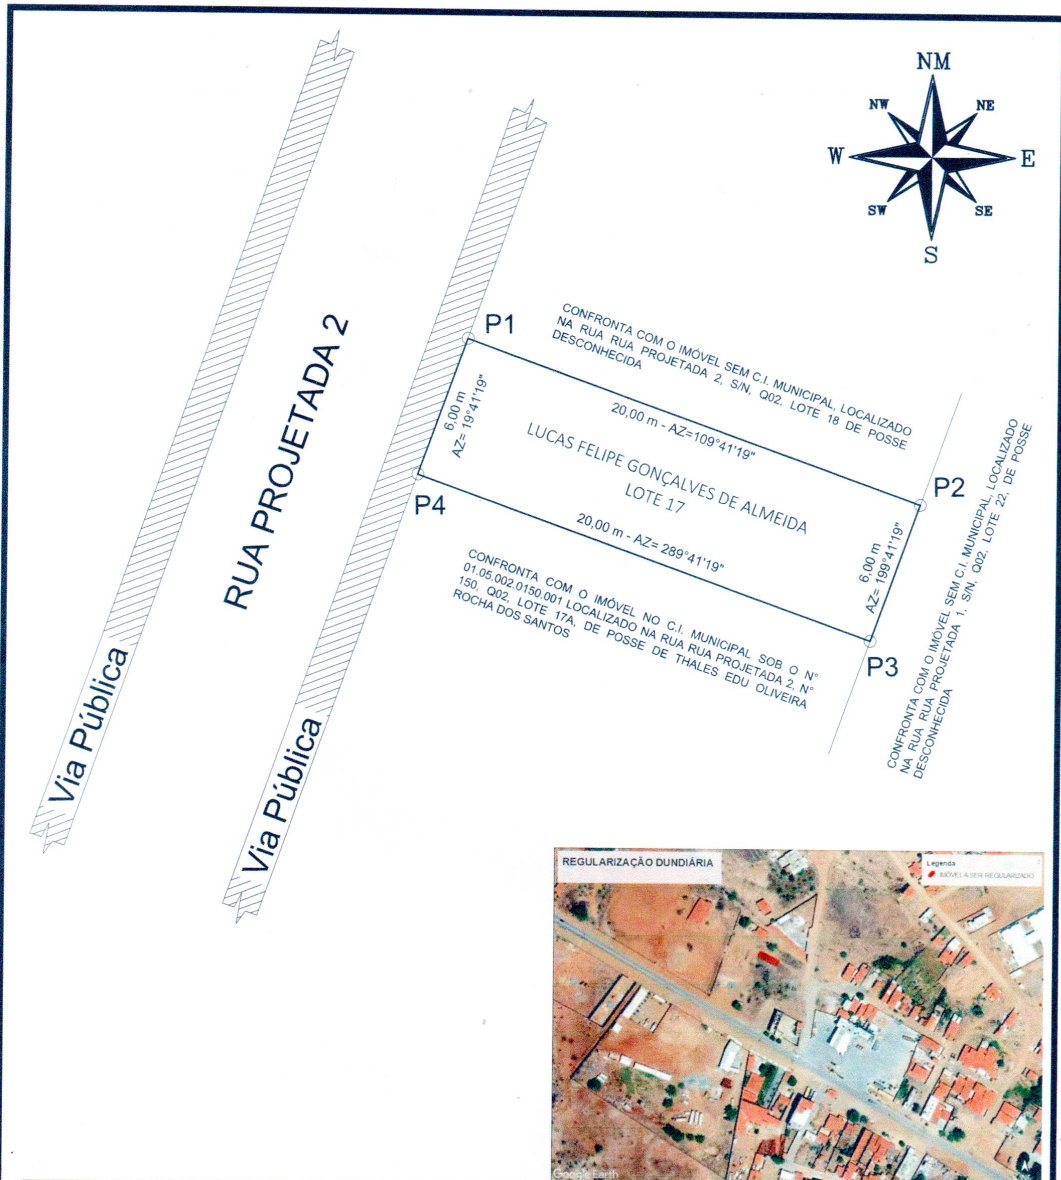 NM
NW
NE
W
E
SW
SE
S
RUA PROJETADA 2
Via Pública
Via Pública
P1
P2
P3
P4
CONFRONTA COM O IMÓVEL SEM C.I. MUNICIPAL, LOCALIZADO
NA RUA RUA PROJETADA 2, S/N, Q02, LOTE 18 DE POSSE
DESCONHECIDA
20,00 m - AZ=109°41'19"
6,00 m
AZ= 19°41'19"
LUCAS FELIPE GONÇALVES DE ALMEIDA
LOTE 17
20,00 m - AZ= 289°41'19"
6,00 m
AZ= 199°41'19"
CONFRONTA COM O IMÓVEL NO C.I. MUNICIPAL SOB O N°
01.05.002.0150.001 LOCALIZADO NA RUA RUA PROJETADA 2, N°
150, Q02, LOTE 17A, DE POSSE DE THALES EDU OLIVEIRA
ROCHA DOS SANTOS
CONFRONTA COM O IMÓVEL SEM C.I. MUNICIPAL, LOCALIZADO
NA RUA RUA PROJETADA 1, S/N, Q02, LOTE 22, DE POSSE
DESCONHECIDA
REGULARIZAÇÃO DUNDIÁRIA
Legenda
IMÓVEL A SER REGULARIZADO
Google Earth